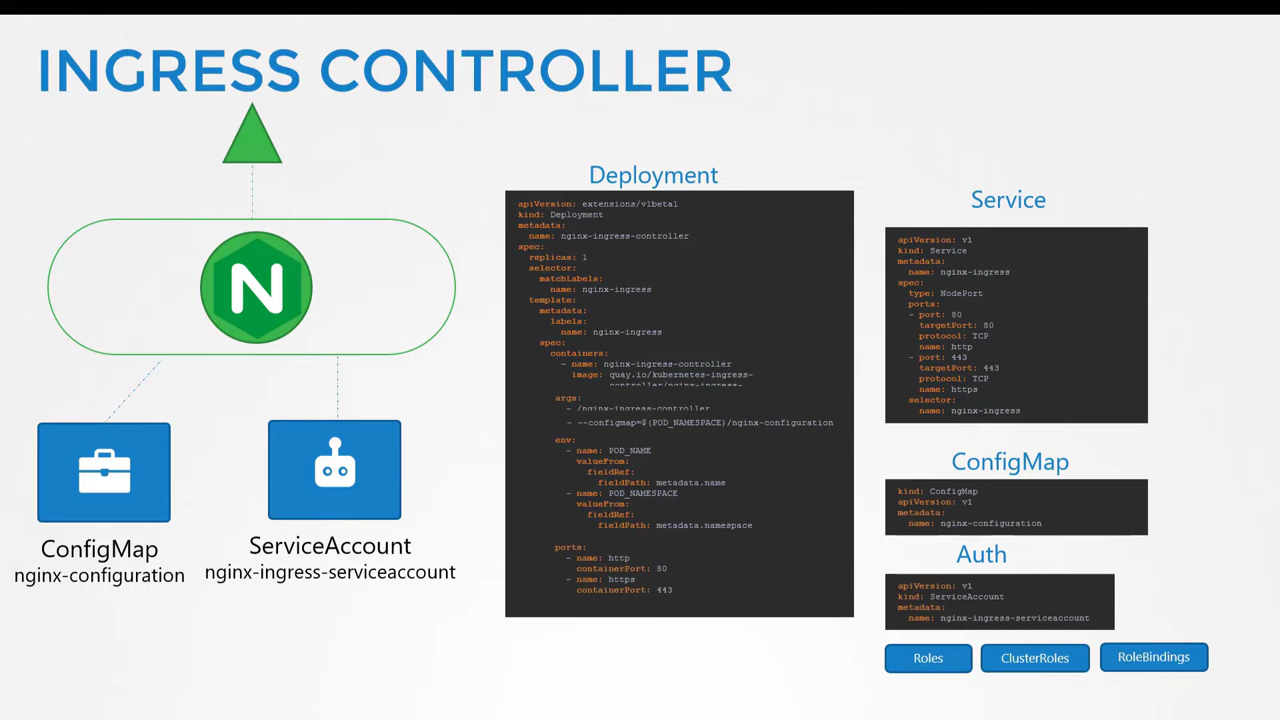 INGRESS CONTROLLER
N
ConfigMap
nginx-configuration
ServiceAccount
nginx-ingress-serviceaccount
Deployment
apiVersion: extensions/v1beta1
kind: Deployment
metadata:
  name: nginx-ingress-controller
spec:
  replicas: 1
  selector:
    matchLabels:
      name: nginx-ingress
  template:
    metadata:
      labels:
        name: nginx-ingress
    spec:
      containers:
        - name: nginx-ingress-controller
          image: quay.io/kubernetes-ingress-
                 controller/nginx-ingress-
      args:
        - /nginx-ingress-controller
        - --configmap=$(POD_NAMESPACE)/nginx-configuration
      env:
        - name: POD_NAME
          valueFrom:
            fieldRef:
              fieldPath: metadata.name
        - name: POD_NAMESPACE
          valueFrom:
            fieldRef:
              fieldPath: metadata.namespace
      ports:
        - name: http
          containerPort: 80
        - name: https
          containerPort: 443
Service
apiVersion: v1
kind: Service
metadata:
  name: nginx-ingress
spec:
  type: NodePort
  ports:
  - port: 80
    targetPort: 80
    protocol: TCP
    name: http
  - port: 443
    targetPort: 443
    protocol: TCP
    name: https
  selector:
    name: nginx-ingress
ConfigMap
kind: ConfigMap
apiVersion: v1
metadata:
  name: nginx-configuration
Auth
apiVersion: v1
kind: ServiceAccount
metadata:
  name: nginx-ingress-serviceaccount
Roles
ClusterRoles
RoleBindings